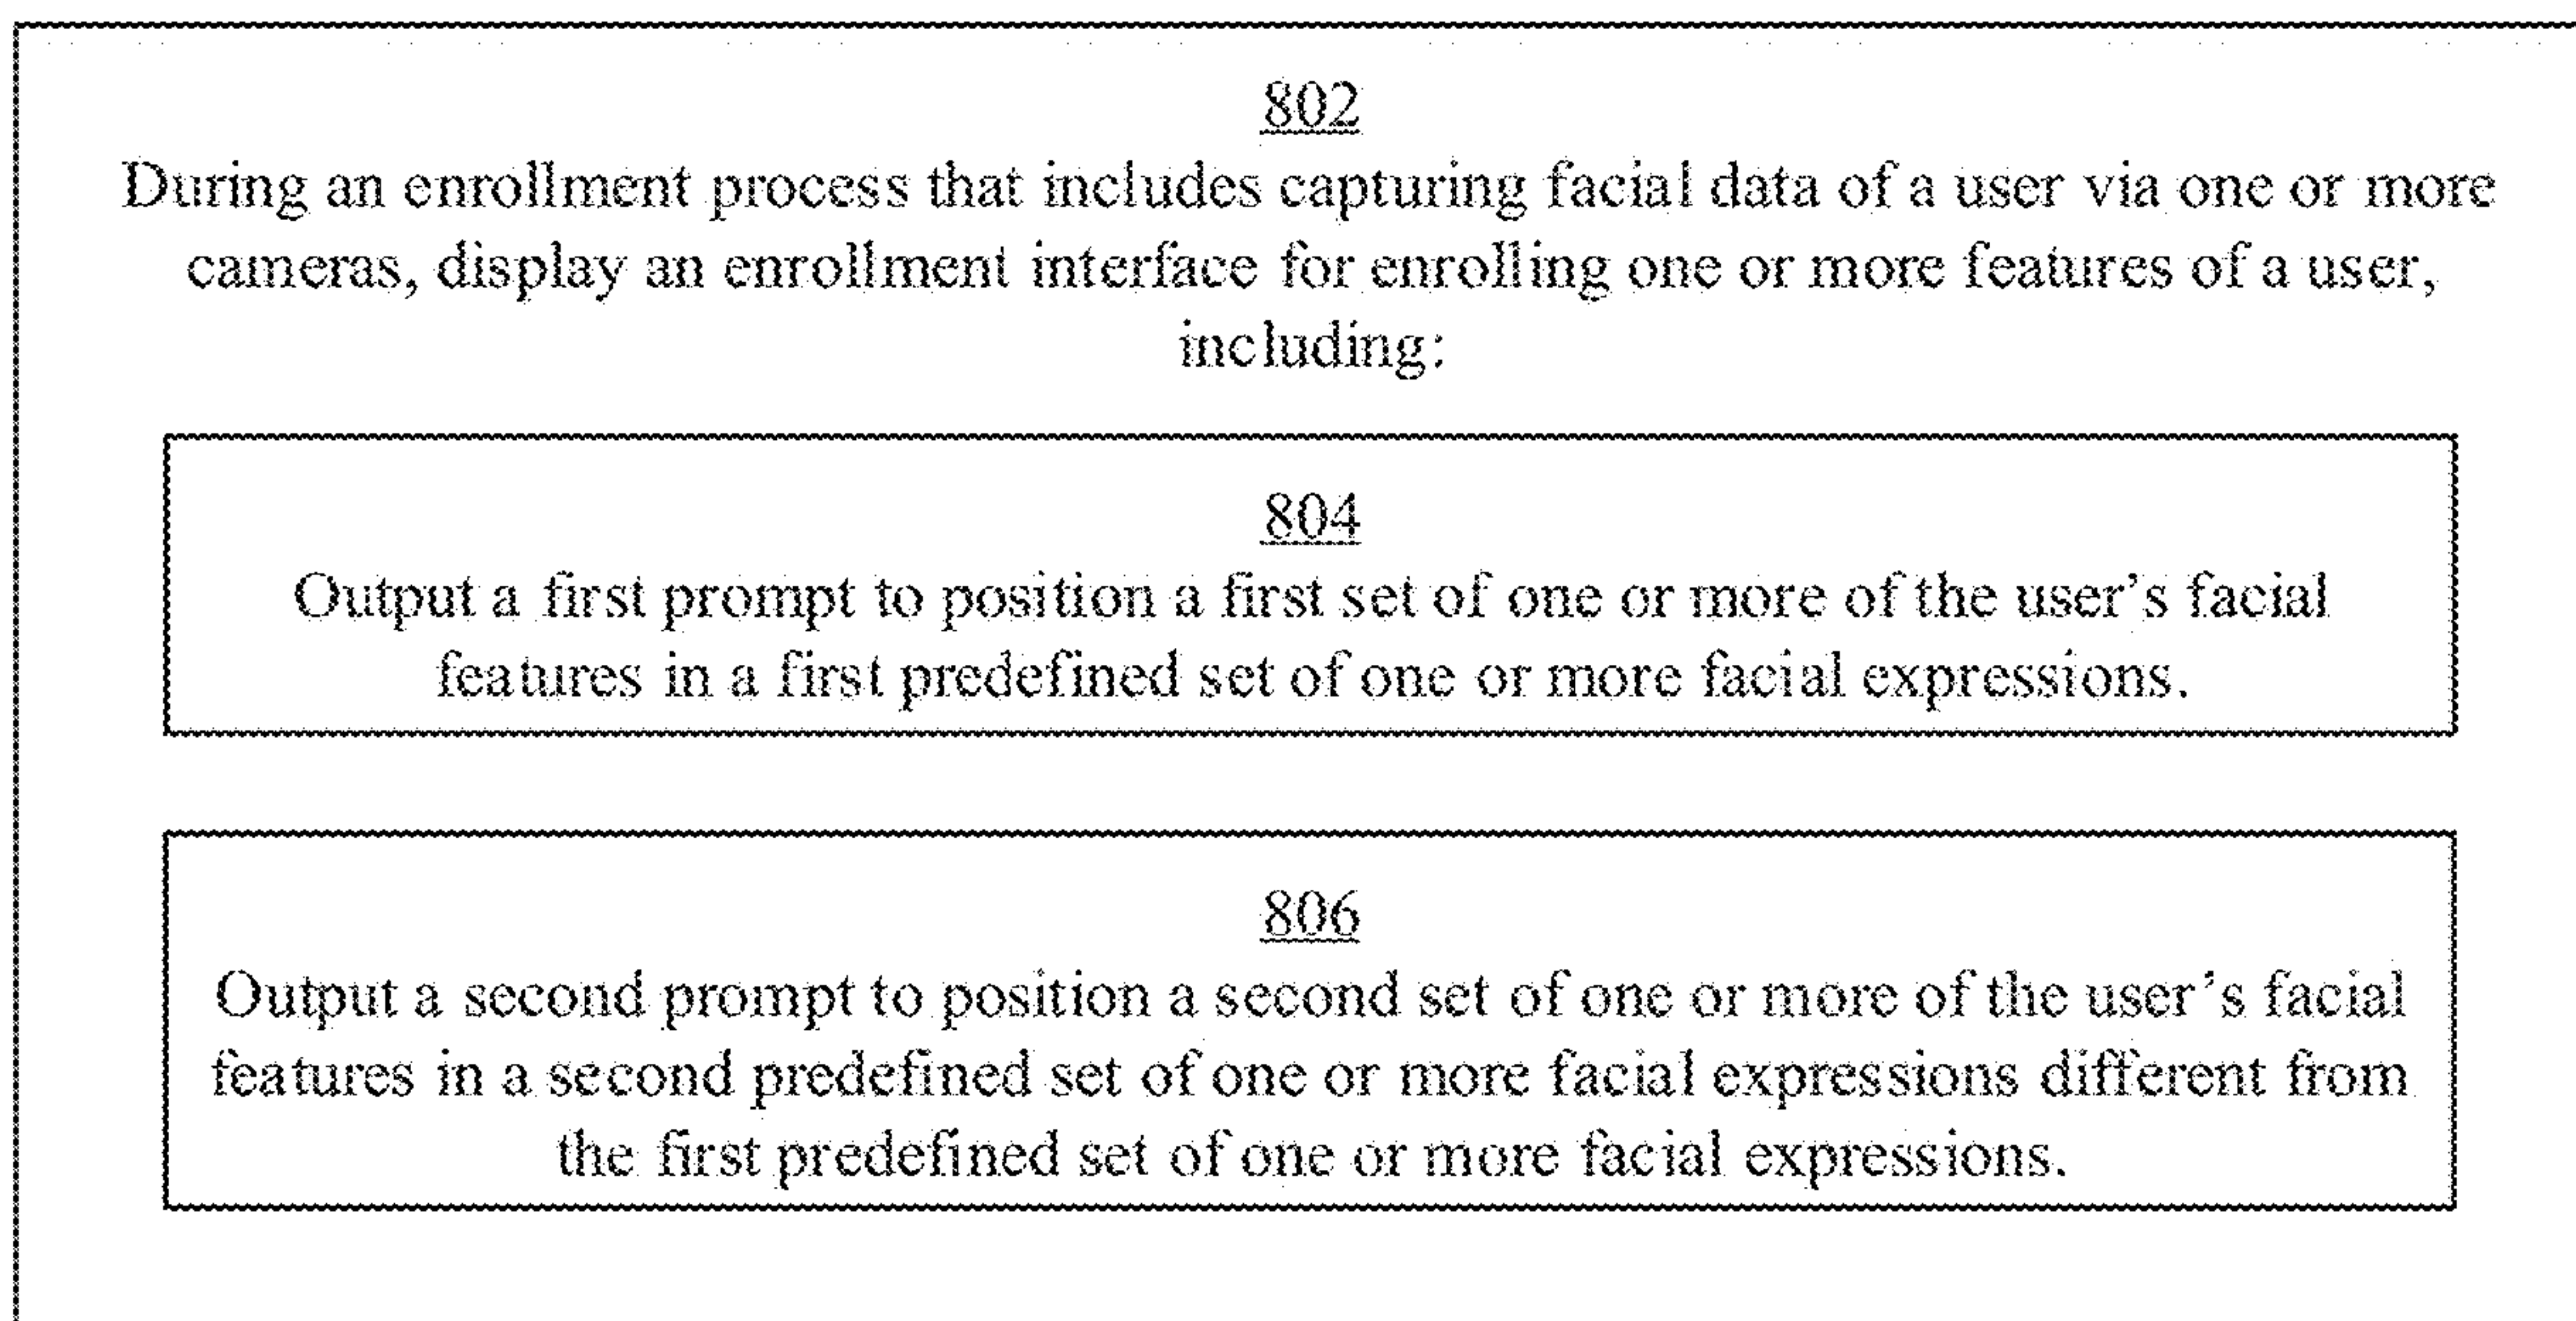 802
During an enrollment process that includes capturing facial data of a user via one or more
cameras, display an enrollment interface for enrolling one or more features of a user,
including:
804
Output a first prompt to position a first set of one or more of the user’s facial
features in a first predefined set of one or more facial expressions.
806
Output a second prompt to position a second set of one or more of the user’s facial
features in a second predefined set of one or more facial expressions different from
the first predefined set of one or more facial expressions.